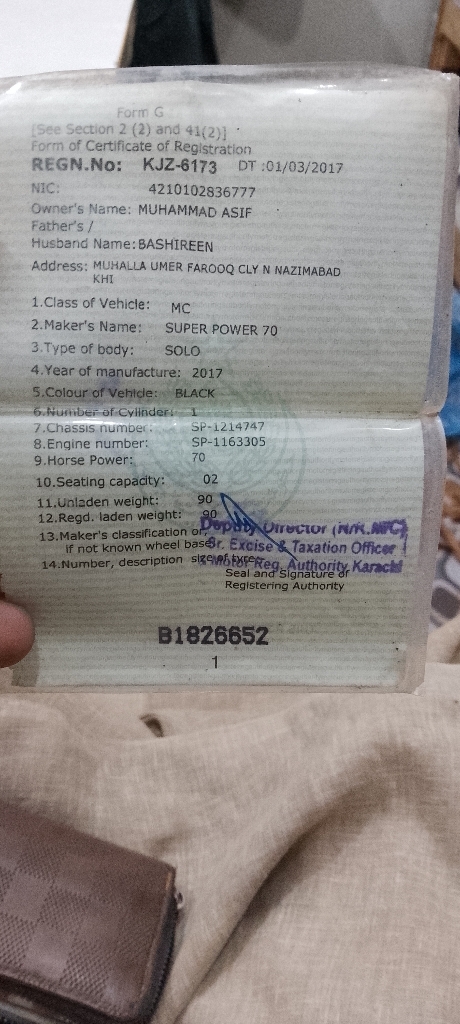 Form G
[See Section 2 (2) and 41(2)]
Form of Certificate of Registration
REGN.No: KJZ-6173 DT :01/03/2017
NIC: 4210102836777
Owner's Name: MUHAMMAD ASIF
Father's /
Husband Name: BASHIREEN
Address: MUHALLA UMER FAROOQ CLY N NAZIMABAD
KHI
1.Class of Vehicle: MC
2.Maker's Name: SUPER POWER 70
3.Type of body: SOLO
4.Year of manufacture: 2017
5.Colour of Vehicle: BLACK
6.Number of Cylinder: 1
7.Chassis number: SP-1214747
8.Engine number: SP-1163305
9.Horse Power: 70
10.Seating capacity: 02
11.Unladen weight: 90
12.Regd. laden weight: 90
Deputy Director (N/R,MFC)
13.Maker's classification or,
if not known wheel base
Sr. Excise & Taxation Officer
14.Number, description size of
Motor Reg. Authority Karachi
Seal and Signature of
Registering Authority
B1826652
1